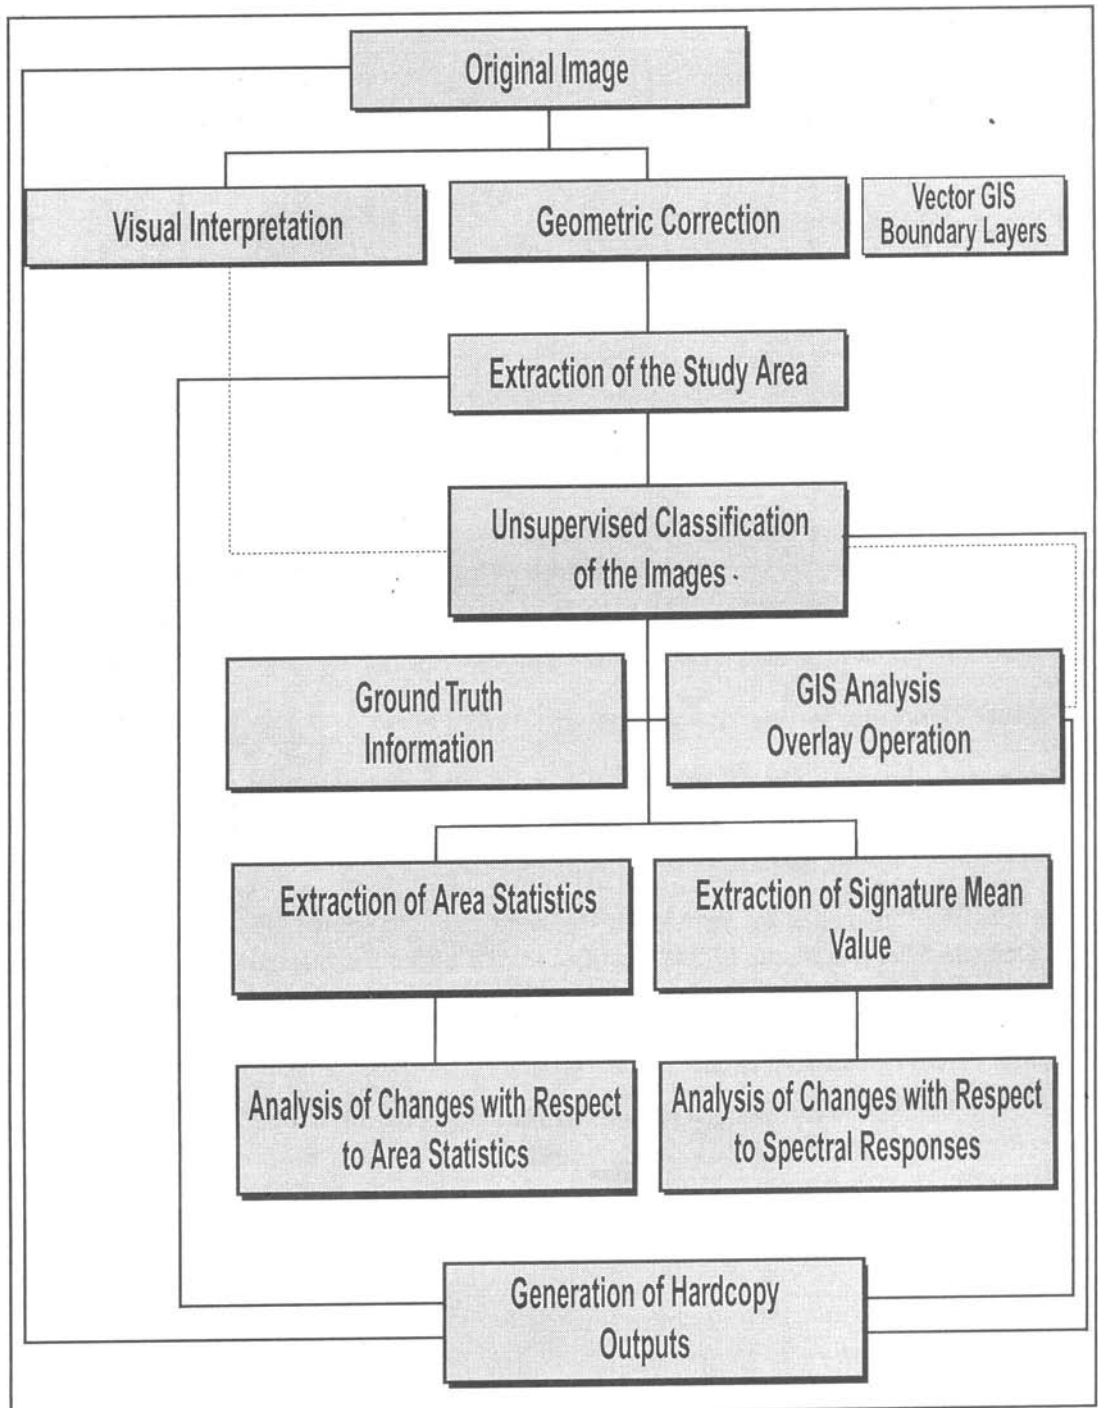 Original Image
Visual Interpretation
Geometric Correction
Vector GIS
Boundary Layers
Extraction of the Study Area
Unsupervised Classification
of the Images
Ground Truth
Information
GIS Analysis
Overlay Operation
Extraction of Area Statistics
Extraction of Signature Mean
Value
Analysis of Changes with Respect
to Area Statistics
Analysis of Changes with Respect
to Spectral Responses
Generation of Hardcopy
Outputs